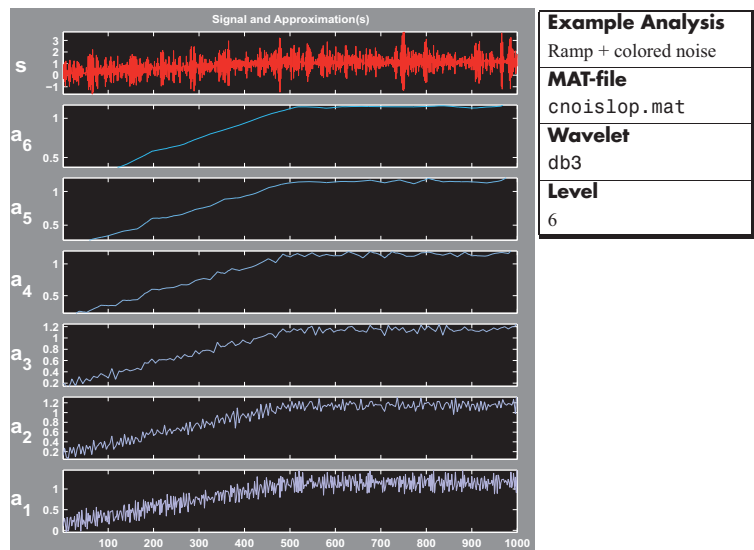 Signal and Approximation(s)
s
3
2
1
0
−1
a6
1
0.5
a5
1
0.5
a4
1
0.5
a3
1.2
1
0.8
0.6
0.4
0.2
a2
1.2
1
0.8
0.6
0.4
0.2
a1
1
0.5
0
100 200 300 400 500 600 700 800 900 1000
Example Analysis
Ramp + colored noise
MAT-file
cnoislop.mat
Wavelet
db3
Level
6